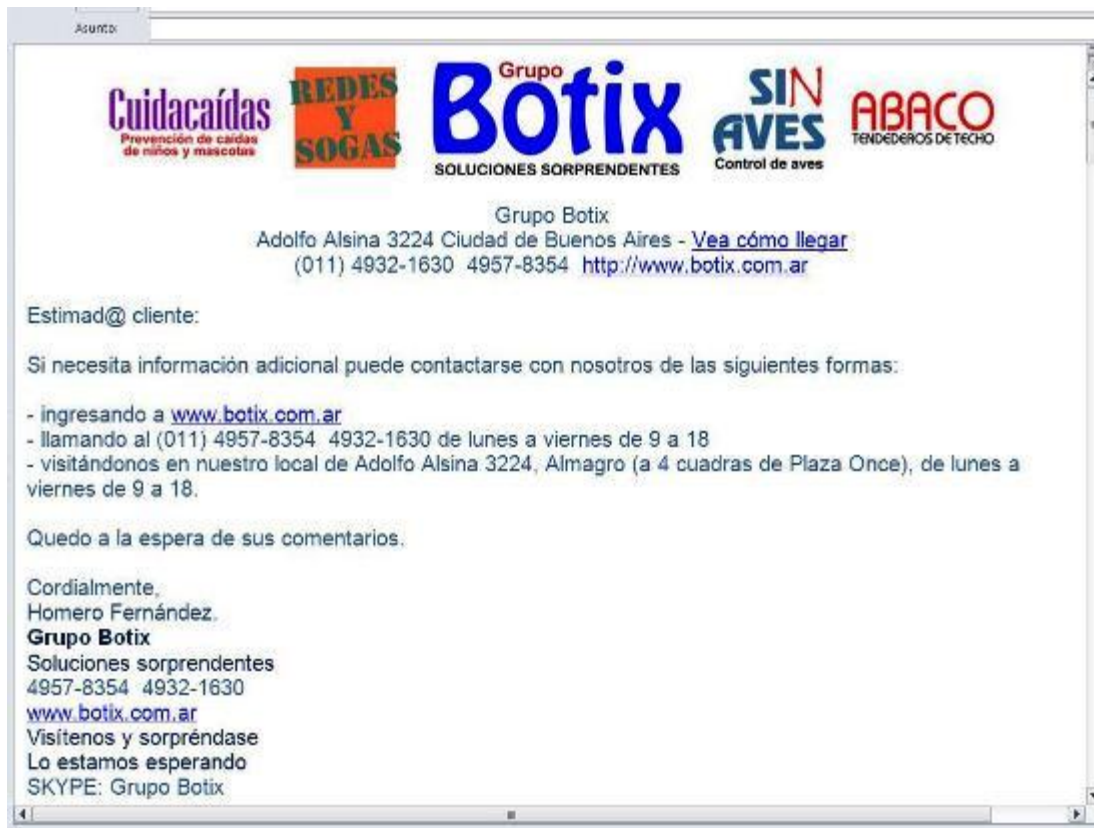 Asunto:
Cuidacaídas
Prevención de caídas
de niños y mascotas
REDES
Y
SOGAS
Grupo
Botix
SOLUCIONES SORPRENDENTES
SIN
AVES
Control de aves
ABACO
TENDEDEROS DE TECHO
Grupo Botix
Adolfo Alsina 3224 Ciudad de Buenos Aires - Vea cómo llegar
(011) 4932-1630  4957-8354  http://www.botix.com.ar
Estimad@ cliente:
Si necesita información adicional puede contactarse con nosotros de las siguientes formas:
- ingresando a www.botix.com.ar
- llamando al (011) 4957-8354  4932-1630 de lunes a viernes de 9 a 18
- visitándonos en nuestro local de Adolfo Alsina 3224, Almagro (a 4 cuadras de Plaza Once), de lunes a
viernes de 9 a 18.
Quedo a la espera de sus comentarios.
Cordialmente,
Homero Fernández.
Grupo Botix
Soluciones sorprendentes
4957-8354  4932-1630
www.botix.com.ar
Visítenos y sorpréndase
Lo estamos esperando
SKYPE: Grupo Botix